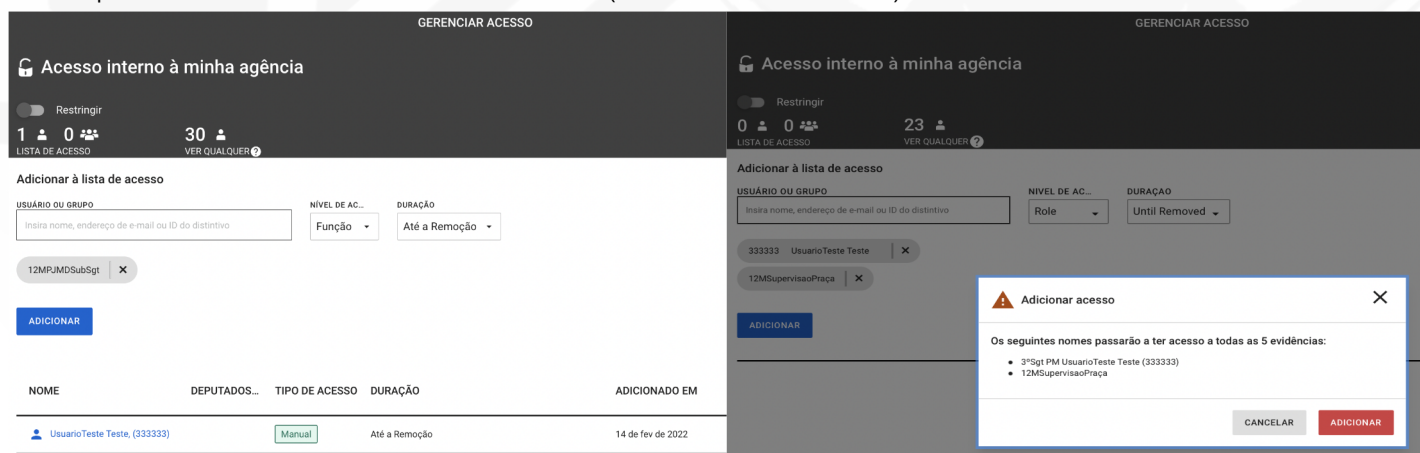 GERENCIAR ACESSO
Acesso interno à minha agência
Restringir
1 0 30
LISTA DE ACESSO VER QUALQUER ?
Adicionar à lista de acesso
USUÁRIO OU GRUPO NÍVEL DE AC... DURAÇÃO
Insira nome, endereço de e-mail ou ID do distintivo Função Até a Remoção
12MPJMDSubSgt X
ADICIONAR
NOME DEPUTADOS... TIPO DE ACESSO DURAÇÃO ADICIONADO EM
UsuarioTeste Teste, (333333) Manual Até a Remoção 14 de fev de 2022
GERENCIAR ACESSO
Acesso interno à minha agência
Restringir
0 0 23
LISTA DE ACESSO VER QUALQUER ?
Adicionar à lista de acesso
USUÁRIO OU GRUPO NIVEL DE AC... DURAÇAO
Insira nome, endereço de e-mail ou ID do distintivo Role Until Removed
333333 UsuarioTeste Teste X
12MSupervisaoPraça X
ADICIONAR
Adicionar acesso X
Os seguintes nomes passarão a ter acesso a todas as 5 evidências:
• 3ºSgt PM UsuarioTeste Teste (333333)
• 12MSupervisaoPraça
CANCELAR ADICIONAR